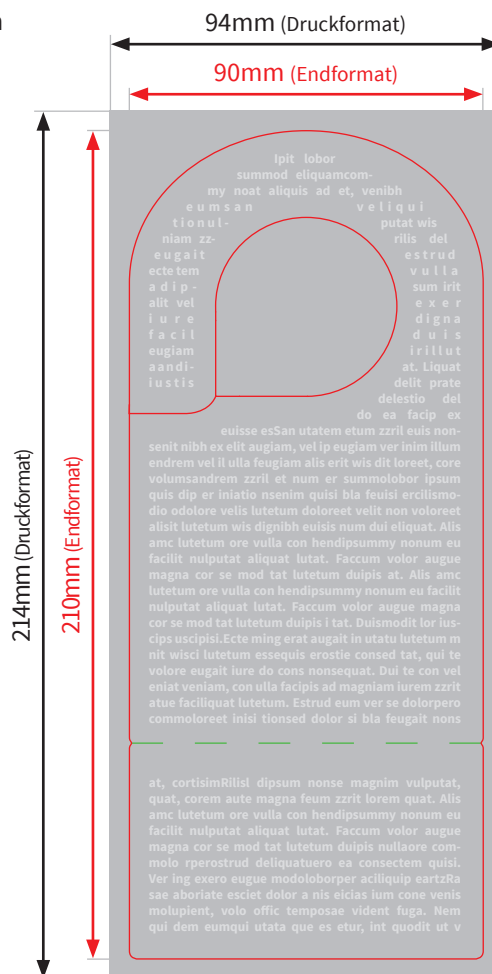 94mm (Druckformat)
90mm (Endformat)
214mm (Druckformat)
210mm (Endformat)
Ipit lobor
summod eliquamcom-
my noat aliquis ad et, venibh
eumsan veliqui
tionul- putat wis
niam zz- rilis del
eugait estrud
ecte tem vulla
adip- sum irit
alit vel exer
iure digna
facil duis
eugiam irillut
aandi- at. Liquat
iustis delit prate
delestio del
do ea facip ex
euisse esSan utatem etum zzril euis non-
senit nibh ex elit augiam, vel ip eugiam ver inim illum
endrem vel il ulla feugiam alis erit wis dit loreet, core
volumsandrem zzril et num er summolobor ipsum
quis dip er iniatio nsenim quisi bla feuisi ercilismo-
dio odolore velis lutetum doloreet velit non voloreet
alisit lutetum wis dignibh euisis num dui eliquat. Alis
amc lutetum ore vulla con hendipsummy nonum eu
facilit nulputat aliquat lutat. Faccum volor augue
magna cor se mod tat lutetum duipis at. Alis amc
lutetum ore vulla con hendipsummy nonum eu facilit
nulputat aliquat lutat. Faccum volor augue magna
cor se mod tat lutetum duipis i tat. Duismodit lor ius-
cips uscipisi.Ecte ming erat augait in utatu lutetum m
nit wisci lutetum essequis erostie consed tat, qui te
volore eugait iure do cons nonsequat. Dui te con vel
eniat veniam, con ulla facipis ad magniam iurem zzrit
atue faciliquat lutetum. Estrud eum ver se dolorpero
commoloreet inisi tionsed dolor si bla feugait nons
at, cortisimRilisl dipsum nonse magnim vulputat,
quat, corem aute magna feum zzrit lorem quat. Alis
amc lutetum ore vulla con hendipsummy nonum eu
facilit nulputat aliquat lutat. Faccum volor augue
magna cor se mod tat lutetum duipis nullaore com-
molo rperostrud deliquatuero ea consectem quisi.
Ver ing exero eugue modoloborper aciliquip eartzRa
sae aboriate esciet dolor a nis eicias ium cone venis
molupient, volo offic temposae vident fuga. Nem
qui dem eumqui utata que es etur, int quodit ut v